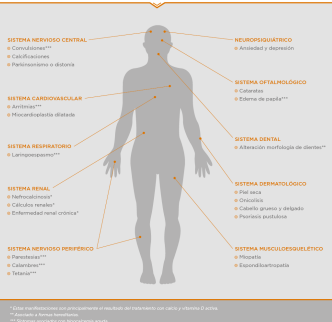 SISTEMA NERVIOSO CENTRAL
Convulsiones***
Calcificaciones
Parkinsonismo o distonía
SISTEMA CARDIOVASCULAR
Arritmias***
Miocardiopatía dilatada
SISTEMA RESPIRATORIO
Laringoespasmo***
SISTEMA RENAL
Nefrocalcinosis*
Cálculos renales*
Enfermedad renal crónica*
SISTEMA NERVIOSO PERIFÉRICO
Parestesias***
Calambres***
Tetania***
NEUROPSIQUIÁTRICO
Ansiedad y depresión
SISTEMA OFTALMOLÓGICO
Cataratas
Edema de papila***
SISTEMA DENTAL
Alteración morfología de dientes**
SISTEMA DERMATOLÓGICO
Piel seca
Onicolisis
Cabello grueso y delgado
Psoriasis pustulosa
SISTEMA MUSCULOESQUELÉTICO
Miopatía
Espondiloartropatía
* Estas manifestaciones son principalmente el resultado del tratamiento con calcio y vitamina D activa.
** Asociado a formas hereditarias.